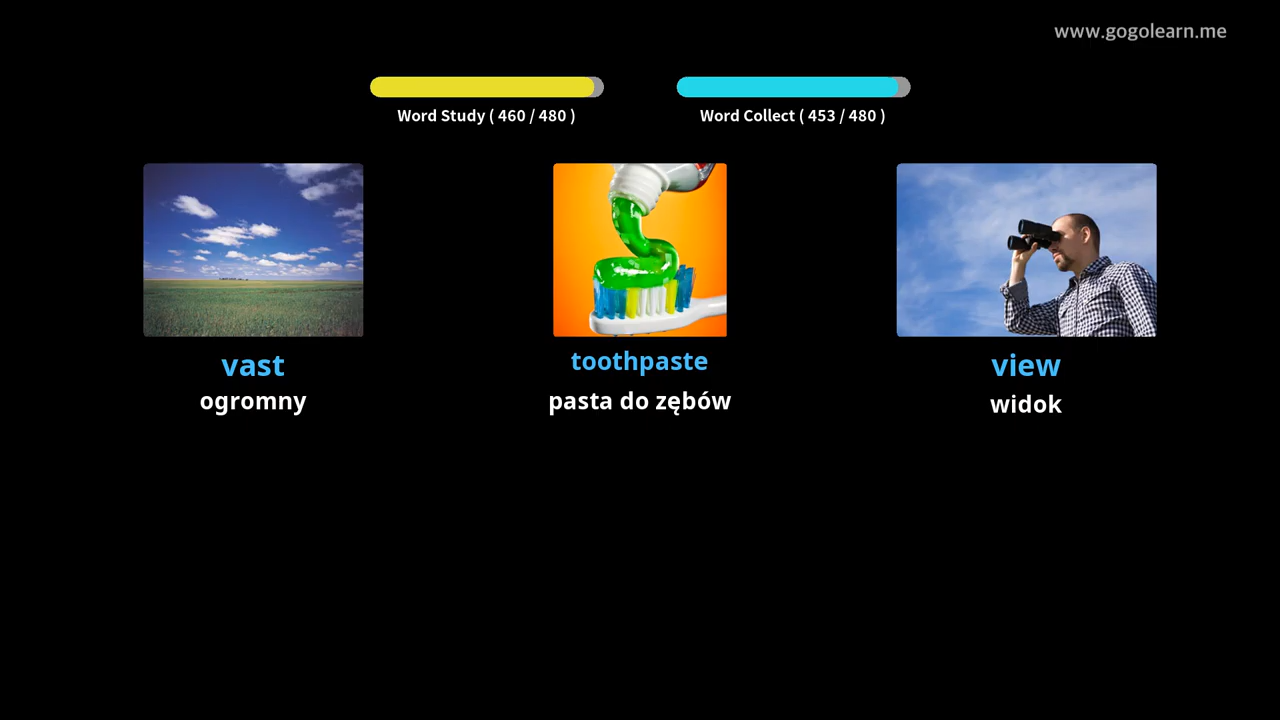 www.gogolearn.me
Word Study ( 460 / 480 )
Word Collect ( 453 / 480 )
vast
ogromny
toothpaste
pasta do zębów
view
widok